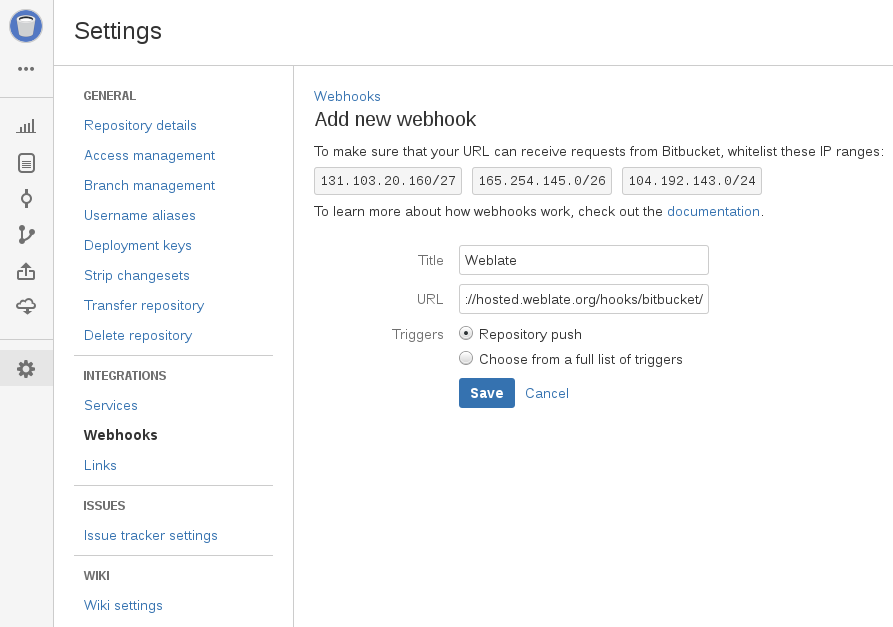 Settings
GENERAL
Repository details
Access management
Branch management
Username aliases
Deployment keys
Strip changesets
Transfer repository
Delete repository
INTEGRATIONS
Services
Webhooks
Links
ISSUES
Issue tracker settings
WIKI
Wiki settings
Webhooks
Add new webhook
To make sure that your URL can receive requests from Bitbucket, whitelist these IP ranges:
131.103.20.160/27 165.254.145.0/26 104.192.143.0/24
To learn more about how webhooks work, check out the documentation.
Title Weblate
URL ://hosted.weblate.org/hooks/bitbucket/
Triggers Repository push
Choose from a full list of triggers
Save Cancel